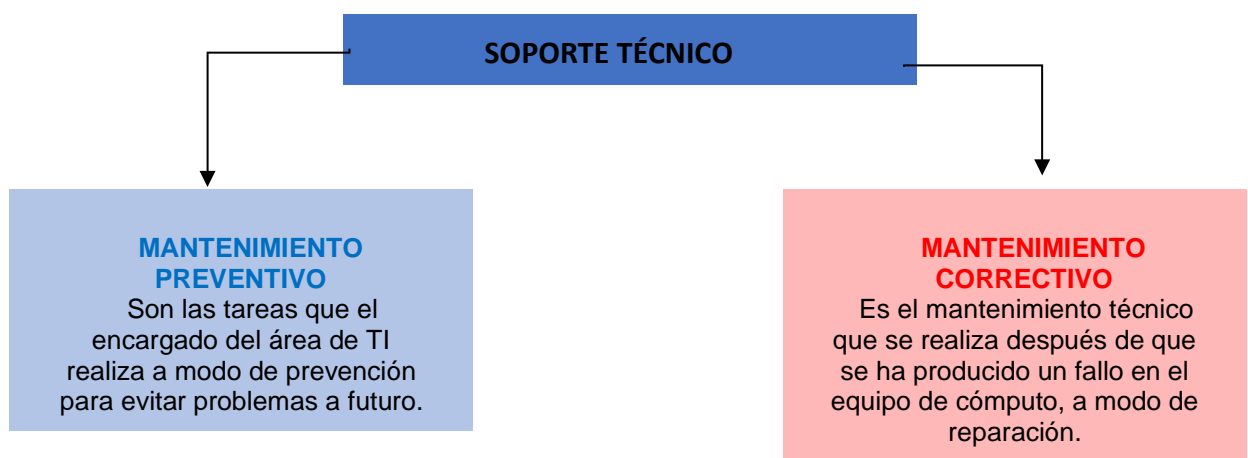 SOPORTE TÉCNICO
MANTENIMIENTO
PREVENTIVO
Son las tareas que el
encargado del área de TI
realiza a modo de prevención
para evitar problemas a futuro.
MANTENIMIENTO
CORRECTIVO
Es el mantenimiento técnico
que se realiza después de que
se ha producido un fallo en el
equipo de cómputo, a modo de
reparación.